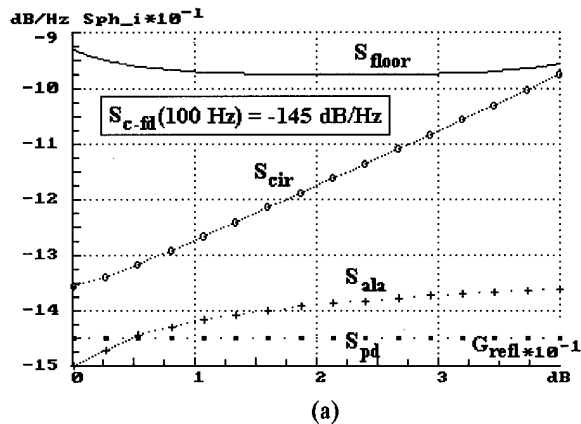 dB/Hz Sph_i*10⁻¹
-9
S_floor
-10
S_c-fd(100 Hz) = -145 dB/Hz
-11
S_cir
-12
-13
S_ala
-14
S_pd
G_refl*10⁻¹
-15
0 1 2 3 dB
(a)